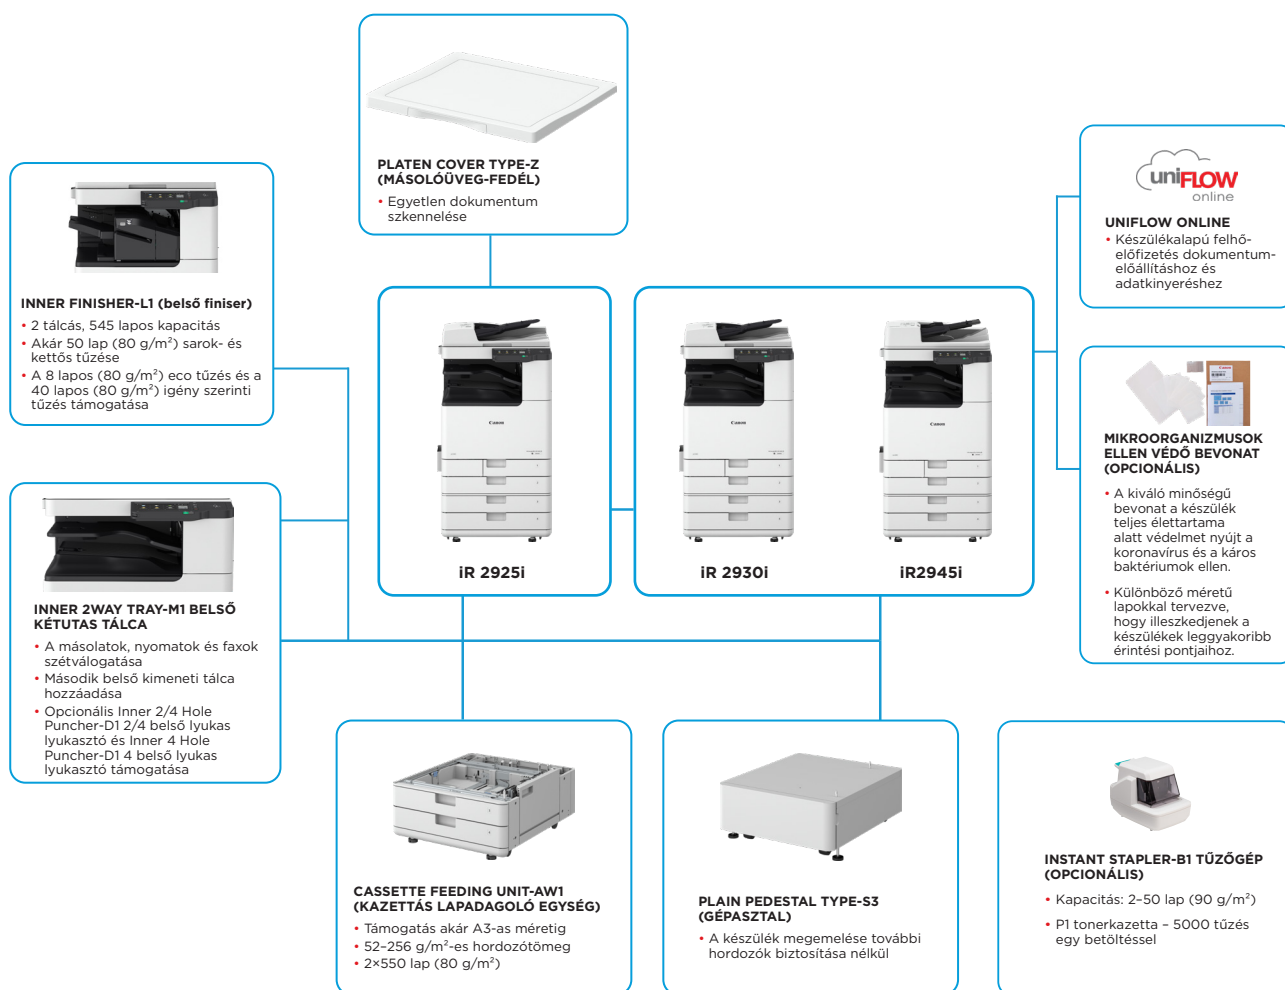 PLATEN COVER TYPE-Z
(MÁSOLÓÜVEG-FEDÉL)
• Egyetlen dokumentum
szkennelése
INNER FINISHER-L1 (belső finiser)
• 2 tálcás, 545 lapos kapacitás
• Akár 50 lap (80 g/m²) sarok- és
kettős tűzése
• A 8 lapos (80 g/m²) eco tűzés és a
40 lapos (80 g/m²) igény szerinti
tűzés támogatása
INNER 2WAY TRAY-M1 BELSŐ
KÉTUTAS TÁLCA
• A másolatok, nyomatok és faxok
szétválogatása
• Második belső kimeneti tálca
hozzáadása
• Opcionális Inner 2/4 Hole
Puncher-D1 2/4 belső lyukas
lyukasztó és Inner 4 Hole
Puncher-D1 4 belső lyukas
lyukasztó támogatása
Canon
iR 2925i
Canon
iR 2930i
Canon
iR2945i
uniFLOW
online
UNIFLOW ONLINE
• Készülékalapú felhő-
előfizetés dokumentum-
előállításhoz és
adatkinyeréshez
Canon
MIKROORGANIZMUSOK
ELLEN VÉDŐ BEVONAT
(OPCIONÁLIS)
• A kiváló minőségű
bevonat a készülék
teljes élettartama
alatt védelmet nyújt a
koronavírus és a káros
baktériumok ellen.
• Különböző méretű
lapokkal tervezve,
hogy illeszkedjenek a
készülékek leggyakoribb
érintési pontjaihoz.
CASSETTE FEEDING UNIT-AW1
(KAZETTÁS LAPADAGOLÓ EGYSÉG)
• Támogatás akár A3-as méretig
• 52–256 g/m²-es hordozótömeg
• 2×550 lap (80 g/m²)
PLAIN PEDESTAL TYPE-S3
(GÉPASZTAL)
• A készülék megemelése további
hordozók biztosítása nélkül
INSTANT STAPLER-B1 TŰZŐGÉP
(OPCIONÁLIS)
• Kapacitás: 2–50 lap (90 g/m²)
• P1 tonerkazetta – 5000 tűzés
egy betöltéssel